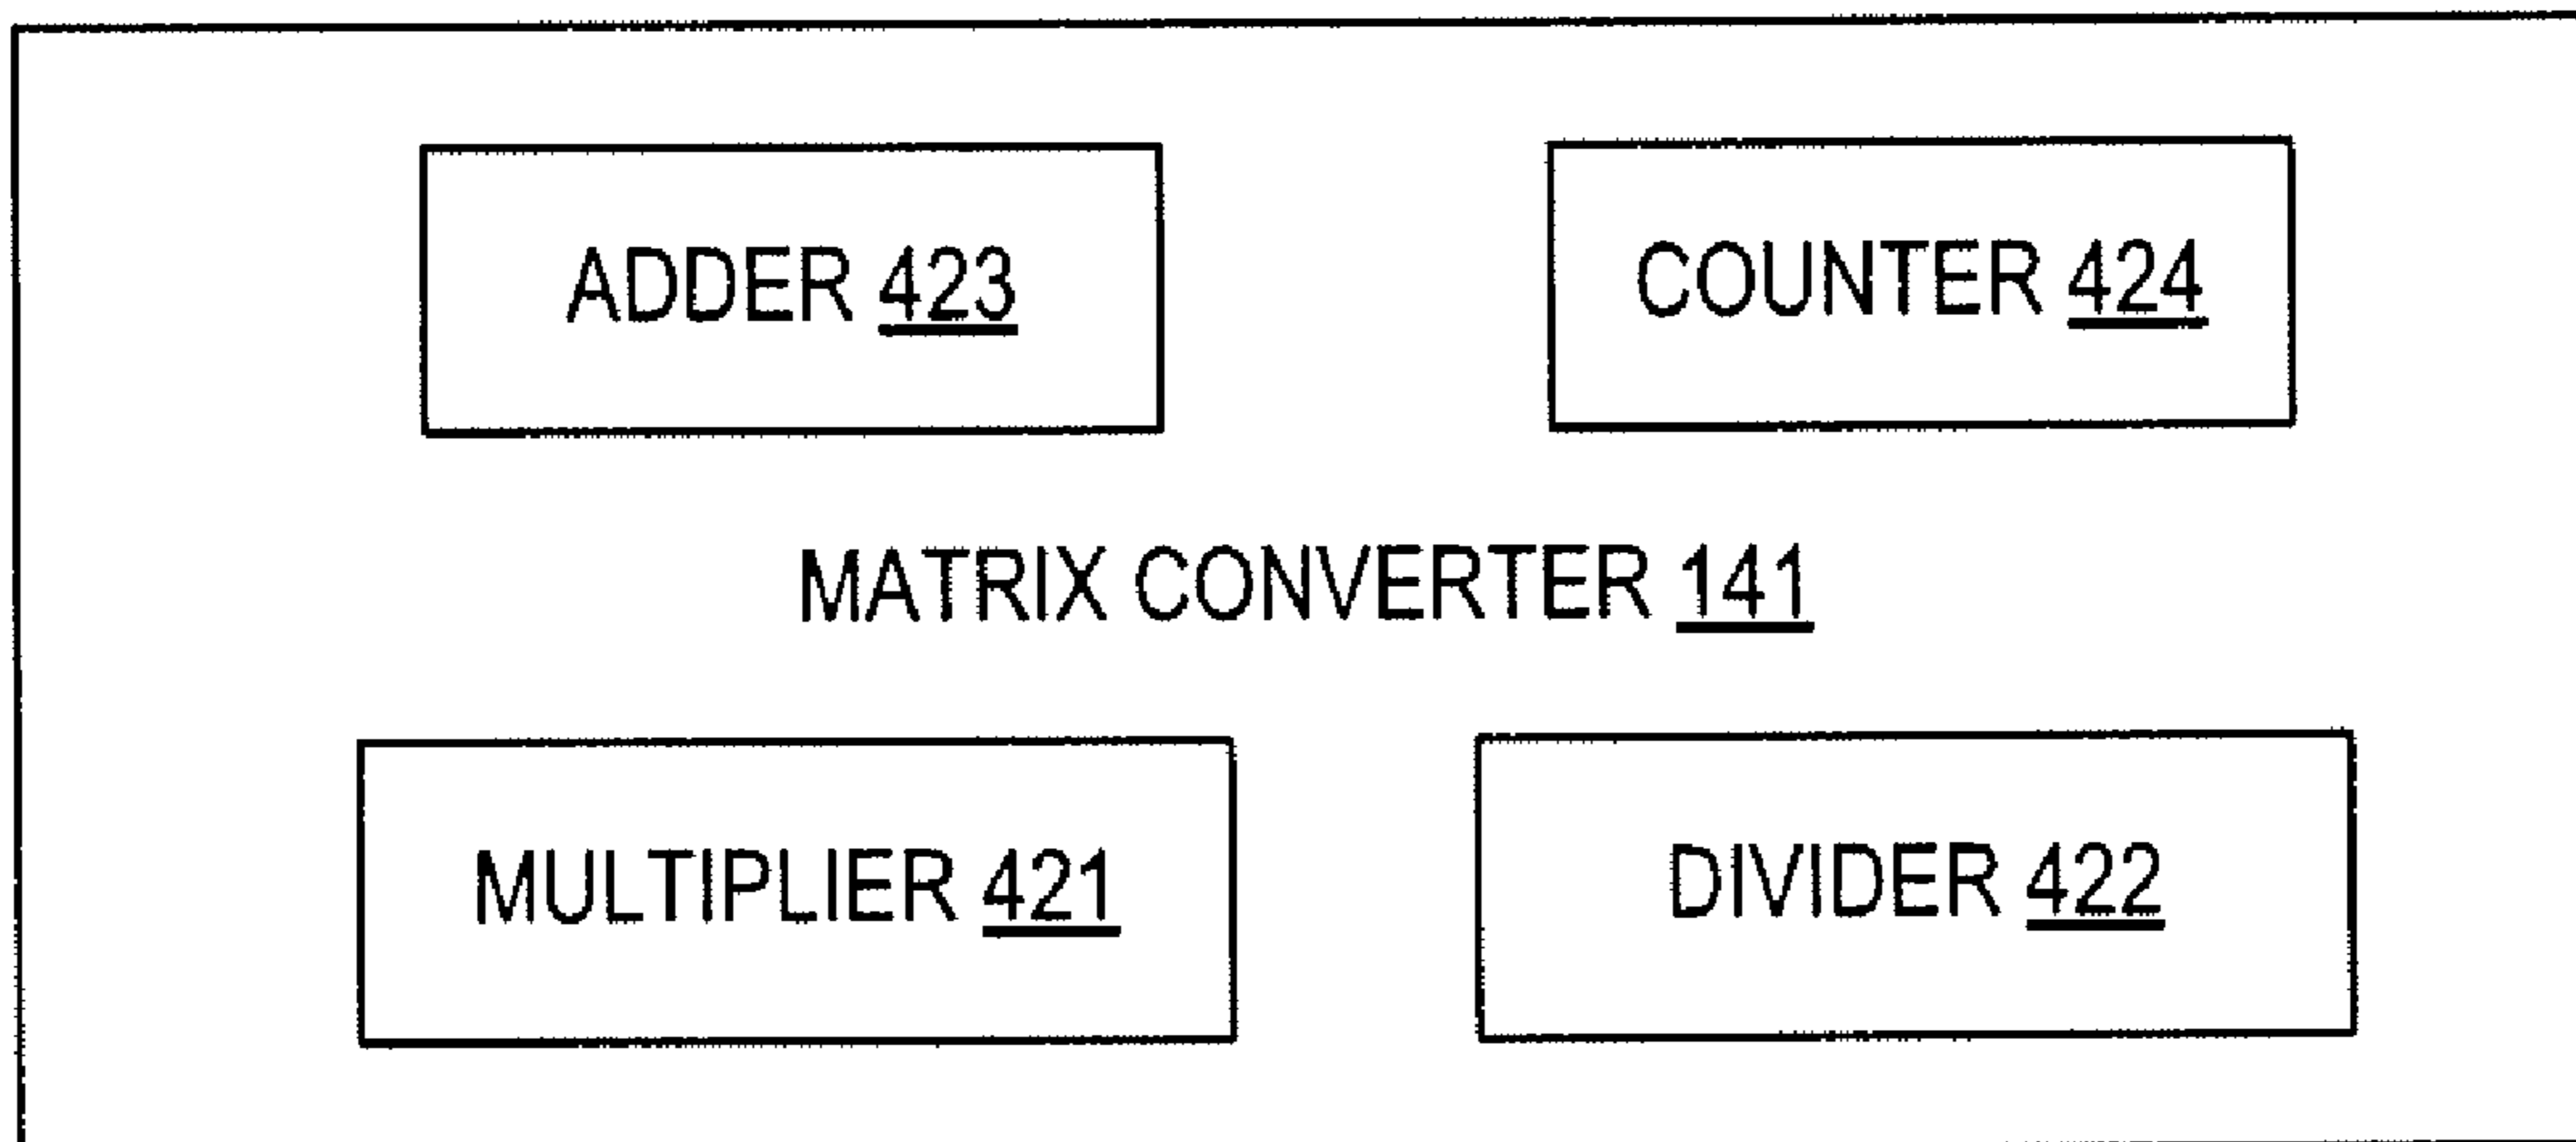 ADDER 423
COUNTER 424
MATRIX CONVERTER 141
MULTIPLIER 421
DIVIDER 422